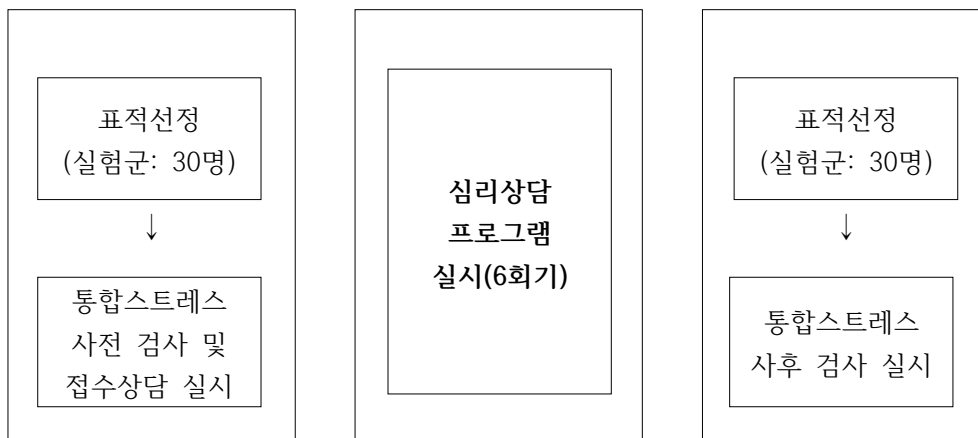 표적선정
(실험군: 30명)
↓
통합스트레스
사전 검사 및
접수상담 실시
심리상담
프로그램
실시(6회기)
표적선정
(실험군: 30명)
↓
통합스트레스
사후 검사 실시